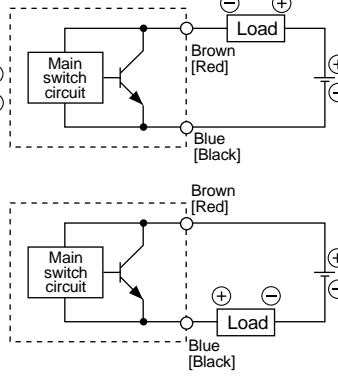 ⊖ ⊕
Load
Brown
[Red]
Main
switch
circuit
⊕
⊖
⊕
⊖
Blue
[Black]
Brown
[Red]
Main
switch
circuit
⊕
⊖
⊕ ⊖
Load
Blue
[Black]